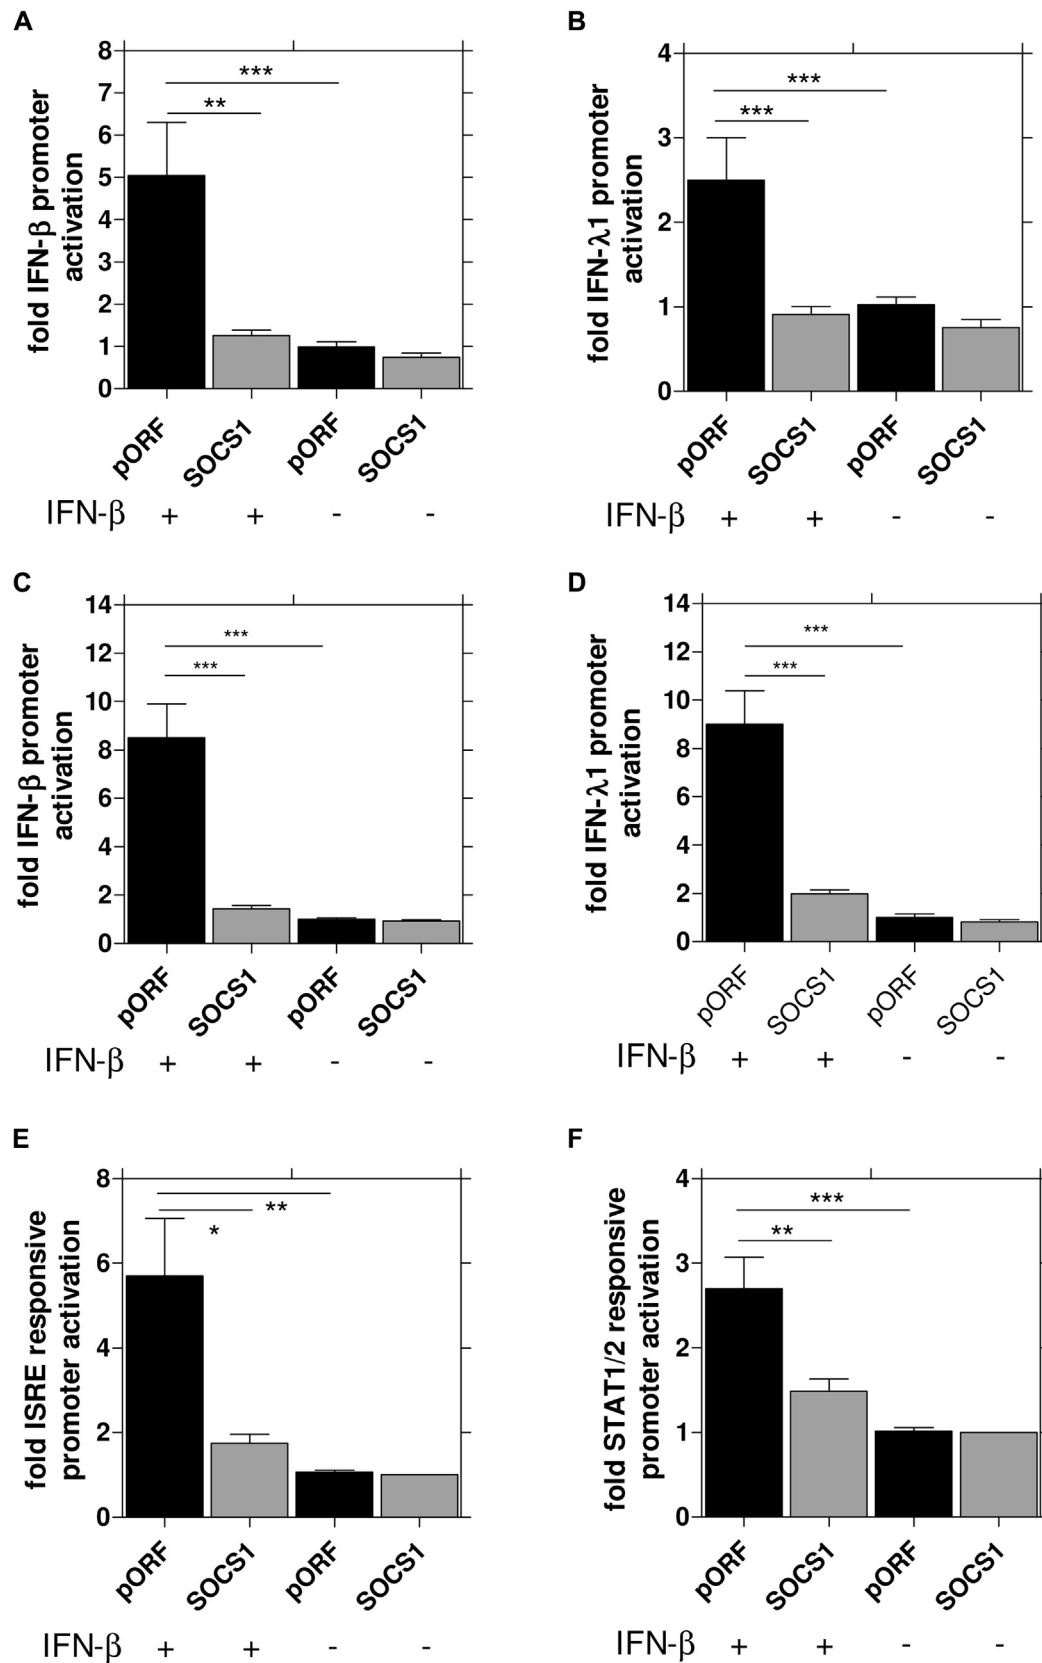 A
fold IFN-β promoter
activation
8
7
6
5
4
3
2
1
0
***
**
pORF
SOCS1
pORF
SOCS1
IFN-β + + - -
B
fold IFN-λ1 promoter
activation
4
3
2
1
0
***
***
pORF
SOCS1
pORF
SOCS1
IFN-β + + - -
C
fold IFN-β promoter
activation
14
12
10
8
6
4
2
0
***
***
pORF
SOCS1
pORF
SOCS1
IFN-β + + - -
D
fold IFN-λ1 promoter
activation
14
12
10
8
6
4
2
0
***
***
pORF
SOCS1
pORF
SOCS1
IFN-β + + - -
E
fold ISRE responsive
promoter activation
8
6
4
2
0
**
*
pORF
SOCS1
pORF
SOCS1
IFN-β + + - -
F
fold STAT1/2 responsive
promoter activation
4
3
2
1
0
***
**
pORF
SOCS1
pORF
SOCS1
IFN-β + + - -